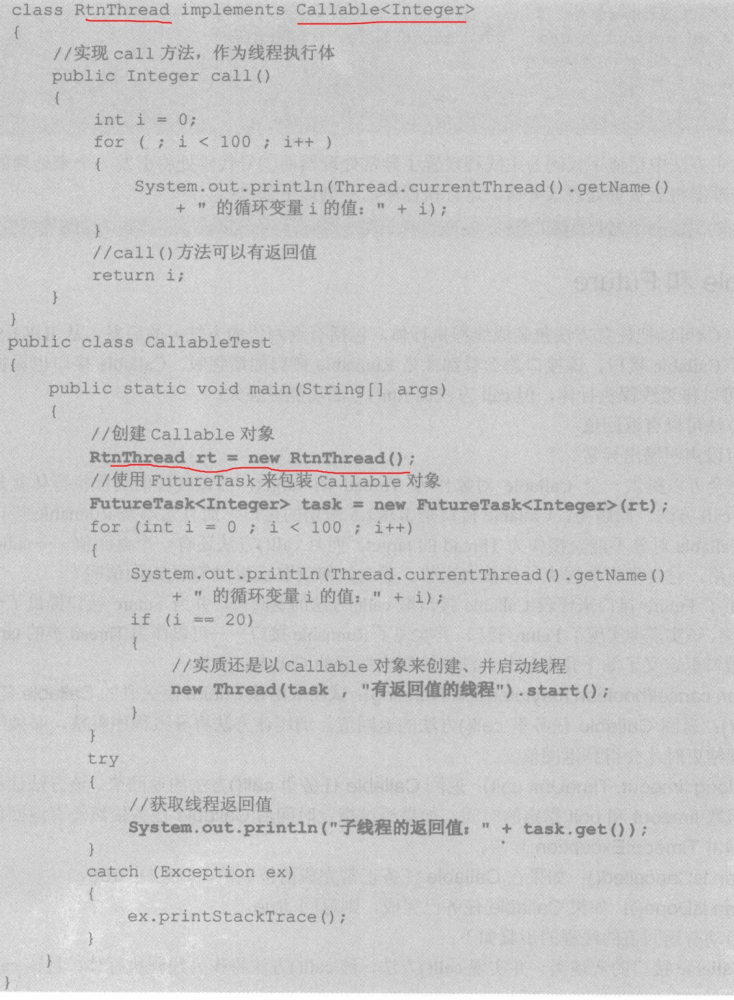 class RtnThread implements Callable<Integer>
{
//实现 call 方法，作为线程执行体
public Integer call()
{
int i = 0;
for ( ; i < 100 ; i++ )
{
System.out.println(Thread.currentThread().getName()
+ " 的循环变量 i 的值：" + i);
}
//call()方法可以有返回值
return i;
}
}
public class CallableTest
{
public static void main(String[] args)
{
//创建 Callable 对象
RtnThread rt = new RtnThread();
//使用 FutureTask 来包装 Callable 对象
FutureTask<Integer> task = new FutureTask<Integer>(rt);
for (int i = 0 ; i < 100 ; i++)
{
System.out.println(Thread.currentThread().getName()
+ " 的循环变量 i 的值：" + i);
if (i == 20)
{
//实质还是以 Callable 对象来创建、并启动线程
new Thread(task , "有返回值的线程").start();
}
}
try
{
//获取线程返回值
System.out.println("子线程的返回值：" + task.get());
}
catch (Exception ex)
{
ex.printStackTrace();
}
}
}